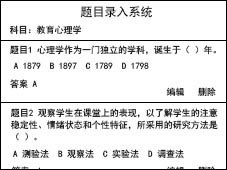 题目录入系统
科目：教育心理学
题目1 心理学作为一门独立的学科，诞生于（ ）年。
A 1879 B 1897 C 1789 D 1798
答案 A
编辑 删除
题目2 观察学生在课堂上的表现，以了解学生的注意
稳定性、情绪状态和个性特征，所采用的研究方法是
（ ）。
A 测验法 B 观察法 C 实验法 D 调查法